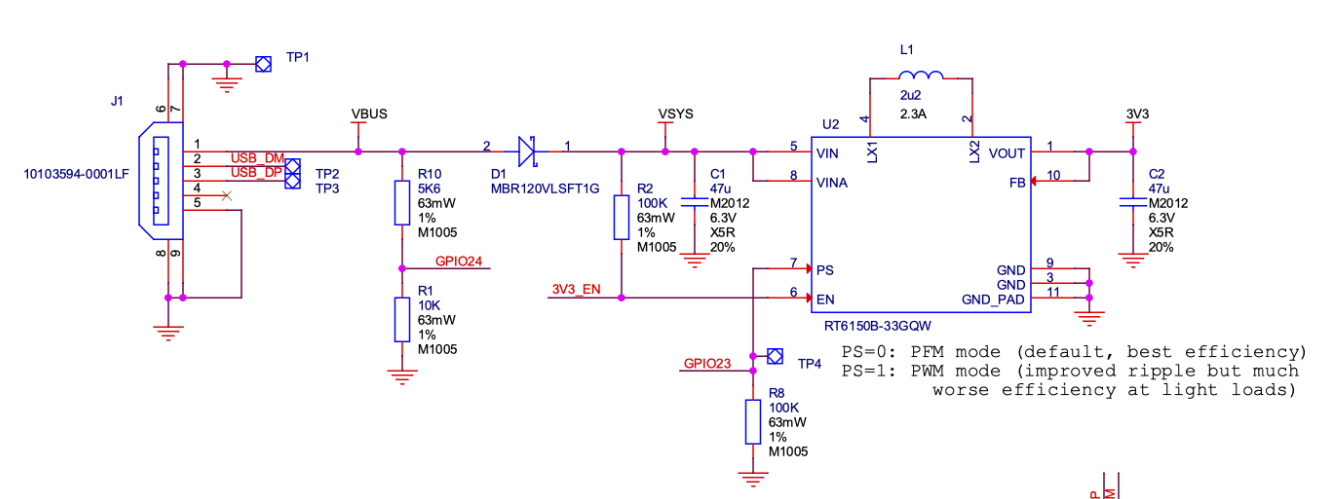 TP1
J1
6
7
10103594-0001LF
1
2
3
4
5
USB_DM
USB_DP
TP2
TP3
8
9
VBUS
R10
5K6
63mW
1%
M1005
GPIO24
R1
10K
63mW
1%
M1005
2
1
D1
MBR120VLSFT1G
VSYS
R2
100K
63mW
1%
M1005
C1
47u
M2012
6.3V
X5R
20%
3V3_EN
L1
2u2
2.3A
4
2
LX1
LX2
U2
5
VIN
8
VINA
7
PS
6
EN
VOUT
1
FB
10
GND
9
GND
3
GND_PAD
11
RT6150B-33GQW
3V3
C2
47u
M2012
6.3V
X5R
20%
GPIO23
TP4
R8
100K
63mW
1%
M1005
PS=0: PFM mode (default, best efficiency)
PS=1: PWM mode (improved ripple but much
worse efficiency at light loads)
P
M